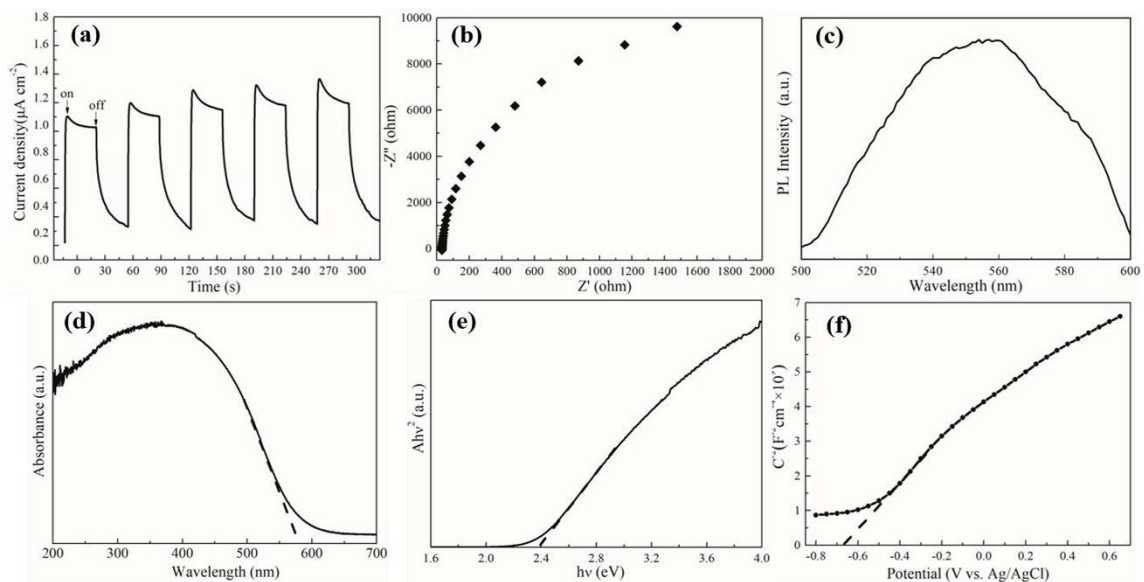 (a)
Current density(μA cm⁻²)
1.8
1.6
1.4
1.2
1.0
0.8
0.6
0.4
0.2
0.0
on
off
0 30 60 90 120 150 180 210 240 270 300
Time (s)
(b)
-Z'' (ohm)
10000
8000
6000
4000
2000
0
0 200 400 600 800 1000 1200 1400 1600 1800 2000
Z' (ohm)
(c)
PL Intensity (a.u.)
500 520 540 560 580 600
Wavelength (nm)
(d)
Absorbance (a.u.)
200 300 400 500 600 700
Wavelength (nm)
(e)
Ahν² (a.u.)
1.6 2.0 2.4 2.8 3.2 3.6 4.0
hν (eV)
(f)
7
6
5
4
3
2
1
0
-0.8 -0.6 -0.4 -0.2 0.0 0.2 0.4 0.6
Potential (V vs. Ag/AgCl)